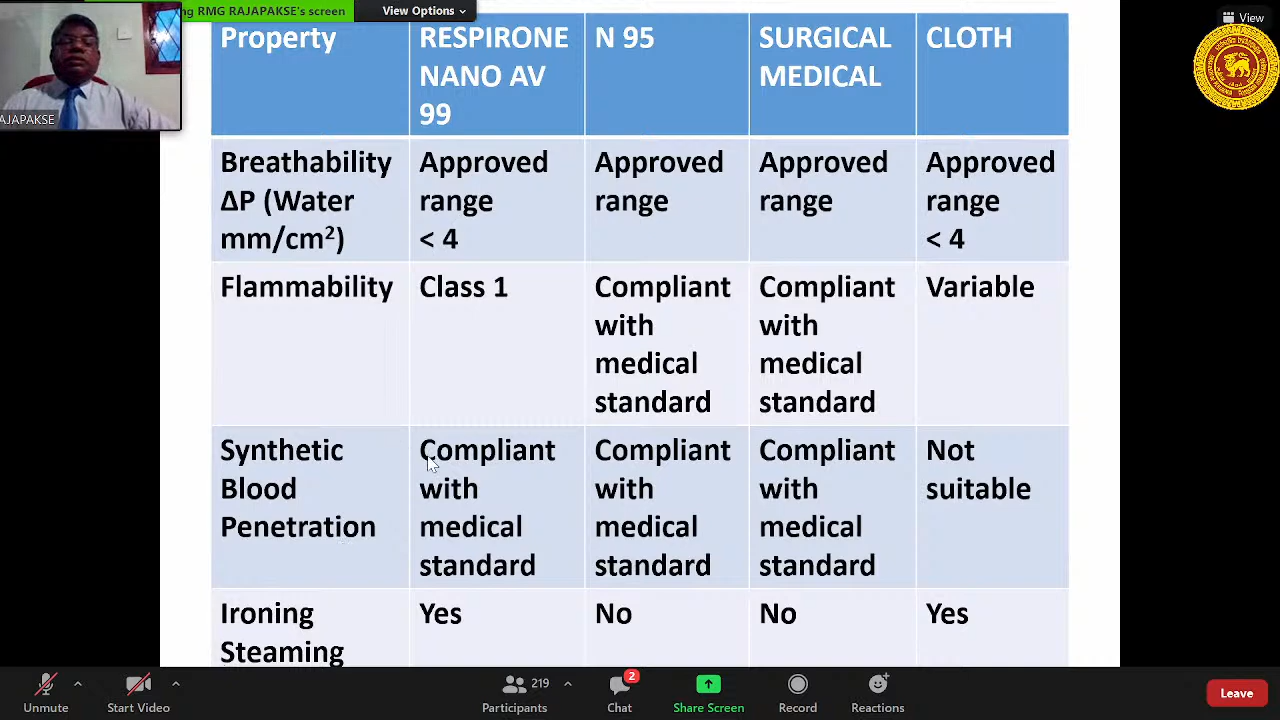 ng RMG RAJAPAKSE's screen
View Options
View
AJAPAKSE
Property
RESPIRONE
NANO AV
99
N 95
SURGICAL
MEDICAL
CLOTH
Breathability
ΔP (Water
mm/cm²)
Approved
range
< 4
Approved
range
Approved
range
Approved
range
< 4
Flammability
Class 1
Compliant
with
medical
standard
Compliant
with
medical
standard
Variable
Synthetic
Blood
Penetration
Compliant
with
medical
standard
Compliant
with
medical
standard
Compliant
with
medical
standard
Not
suitable
Ironing
Steaming
Yes
No
No
Yes
Unmute
Start Video
219
Participants
2
Chat
Share Screen
Record
Reactions
Leave